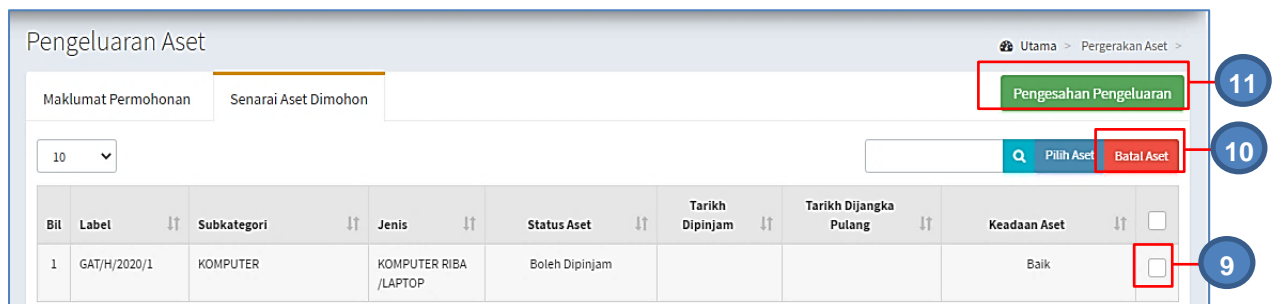 Pengeluaran Aset
Utama > Pergerakan Aset >
Maklumat Permohonan
Senarai Aset Dimohon
Pengesahan Pengeluaran
11
10
Pilih Aset
Batal Aset
10
Bil
Label
Subkategori
Jenis
Status Aset
Tarikh
Dipinjam
Tarikh Dijangka
Pulang
Keadaan Aset
1
GAT/H/2020/1
KOMPUTER
KOMPUTER RIBA
/LAPTOP
Boleh Dipinjam
Baik
9